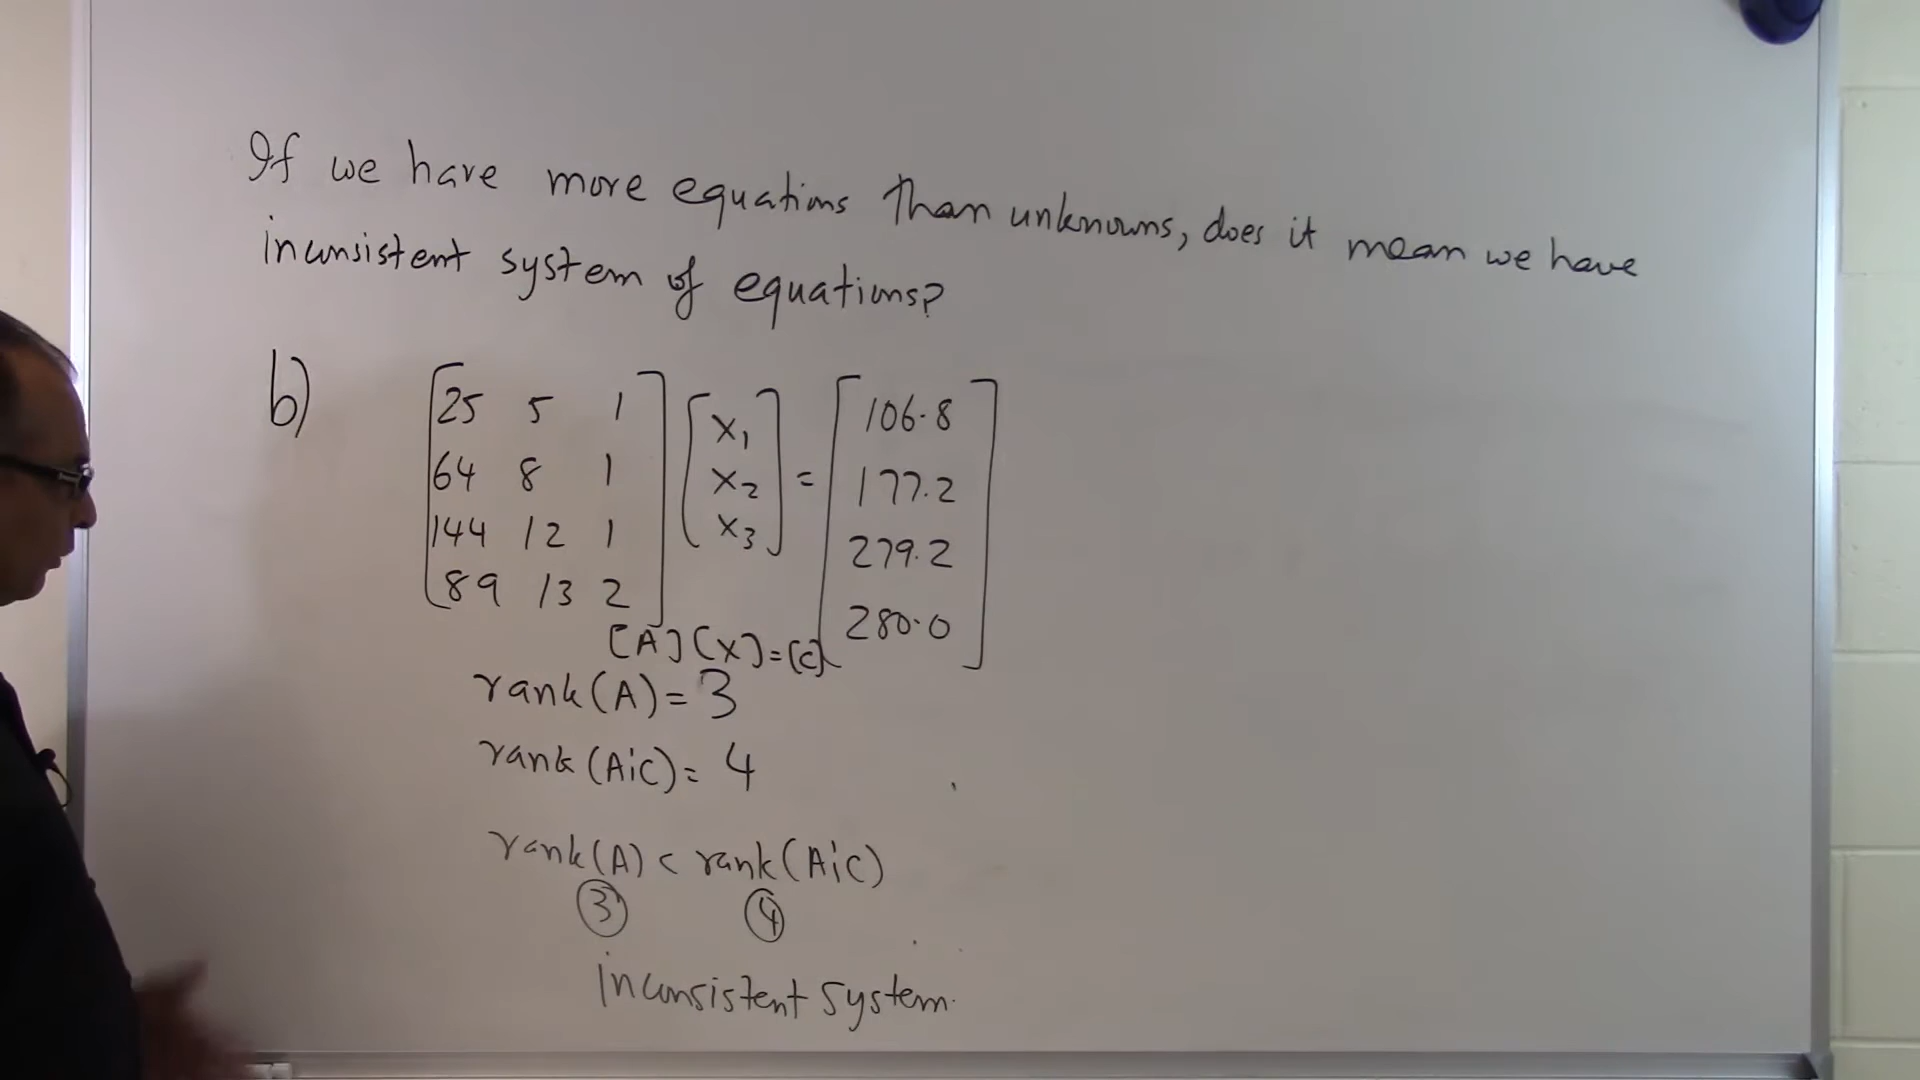 If we have more equations than unknowns, does it mean we have
inconsistent system of equations?
b)
25 5 1
64 8 1
144 12 1
89 13 2
x1
x2
x3
=
106.8
177.2
279.2
280.0
[A][X]=[C]
rank(A)=3
rank(A¦C)=4
rank(A) < rank(A¦C)
3 4
inconsistent system.